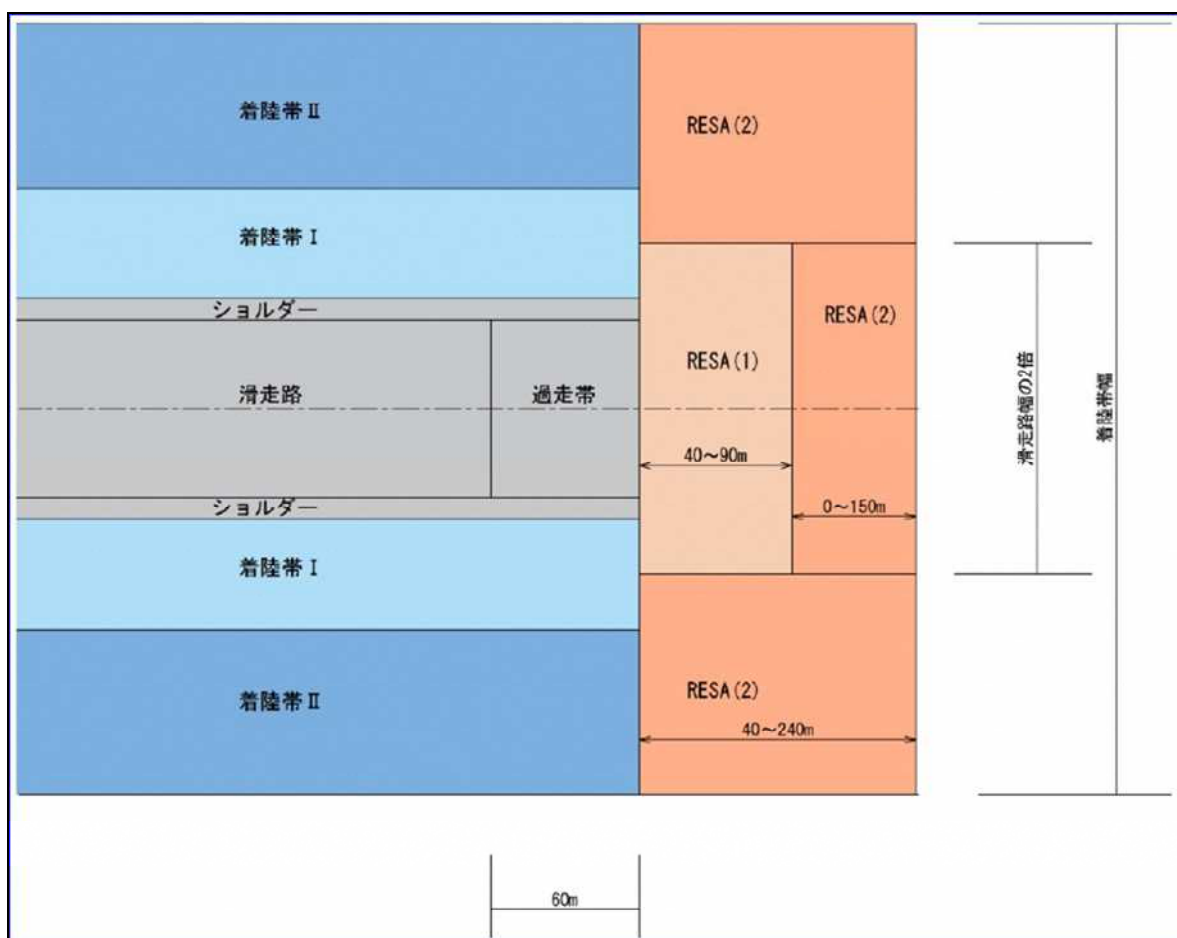 着陸帯Ⅱ
RESA(2)
着陸帯Ⅰ
ショルダー
RESA(2)
RESA(1)
滑走路
過走帯
滑走路幅の2倍
着陸帯幅
40～90m
0～150m
ショルダー
着陸帯Ⅰ
着陸帯Ⅱ
RESA(2)
40～240m
60m